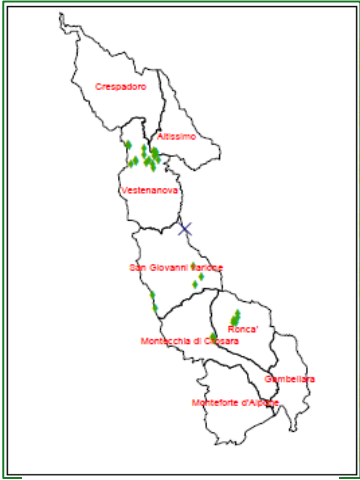 Crespadoro
Altissimo
Vestenanova
San Giovanni Ilarione
Ronca'
Montecchia di Crosara
Gambellara
Monteforte d'Alpone